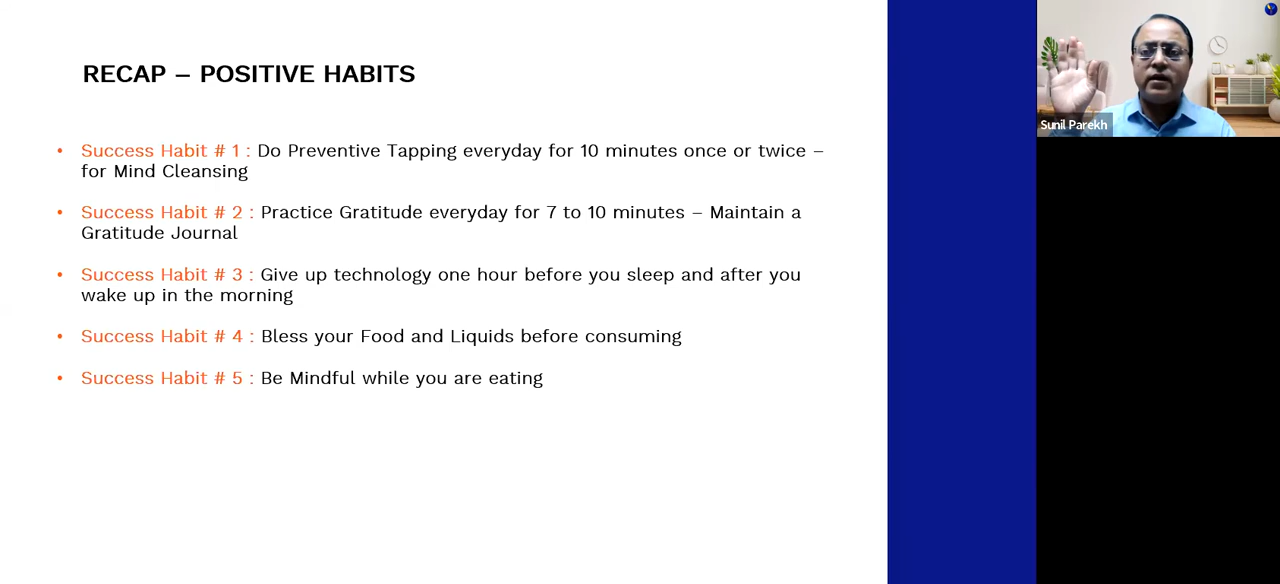 RECAP – POSITIVE HABITS
• Success Habit # 1 : Do Preventive Tapping everyday for 10 minutes once or twice –
for Mind Cleansing
• Success Habit # 2 : Practice Gratitude everyday for 7 to 10 minutes – Maintain a
Gratitude Journal
• Success Habit # 3 : Give up technology one hour before you sleep and after you
wake up in the morning
• Success Habit # 4 : Bless your Food and Liquids before consuming
• Success Habit # 5 : Be Mindful while you are eating
Sunil Parekh